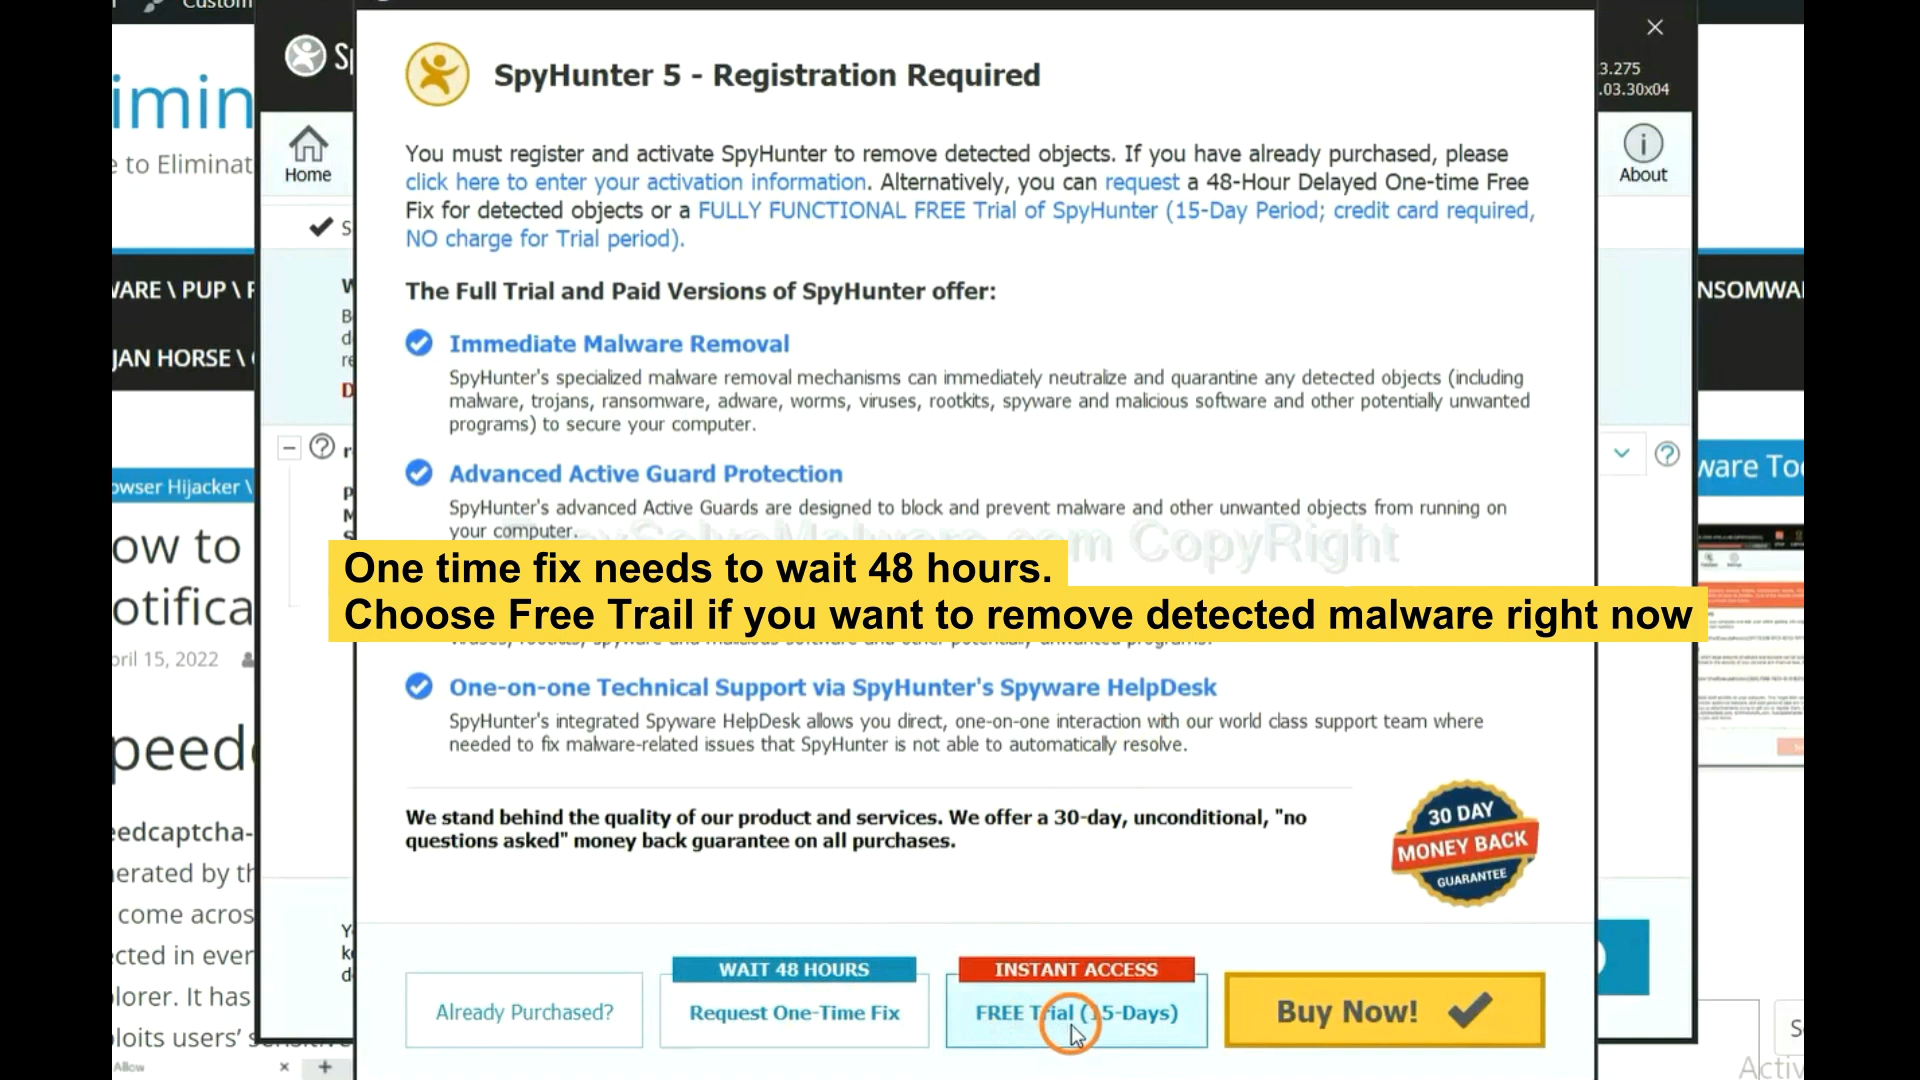 Custom
SpyHunter 5 - Registration Required
3.275
.03.30x04
imin
e to Eliminat
Home
About
You must register and activate SpyHunter to remove detected objects. If you have already purchased, please
click here to enter your activation information. Alternatively, you can request a 48-Hour Delayed One-time Free
Fix for detected objects or a FULLY FUNCTIONAL FREE Trial of SpyHunter (15-Day Period; credit card required,
NO charge for Trial period).
The Full Trial and Paid Versions of SpyHunter offer:
WARE \ PUP \ R
NSOMWAR
JAN HORSE \
Immediate Malware Removal
SpyHunter's specialized malware removal mechanisms can immediately neutralize and quarantine any detected objects (including
malware, trojans, ransomware, adware, worms, viruses, rootkits, spyware and malicious software and other potentially unwanted
programs) to secure your computer.
Advanced Active Guard Protection
SpyHunter's advanced Active Guards are designed to block and prevent malware and other unwanted objects from running on
your computer.
EasySolveMalware.com CopyRight
One time fix needs to wait 48 hours.
Choose Free Trail if you want to remove detected malware right now
owser Hijacker \
ware Too
ow to
otifica
pril 15, 2022
One-on-one Technical Support via SpyHunter's Spyware HelpDesk
SpyHunter's integrated Spyware HelpDesk allows you direct, one-on-one interaction with our world class support team where
needed to fix malware-related issues that SpyHunter is not able to automatically resolve.
peed
We stand behind the quality of our product and services. We offer a 30-day, unconditional, "no
questions asked" money back guarantee on all purchases.
30 DAY
MONEY BACK
GUARANTEE
eedcaptcha-
nerated by th
come acros
cted in ever
lorer. It has
ploits users' sensitive
WAIT 48 HOURS
INSTANT ACCESS
Already Purchased?
Request One-Time Fix
FREE Trial (15-Days)
Buy Now!
Allow
Activ